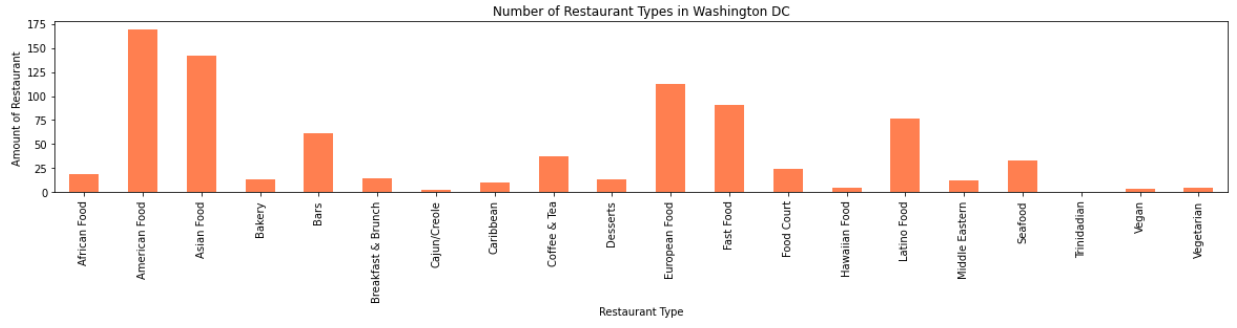 Number of Restaurant Types in Washington DC
Amount of Restaurant
175
150
125
100
75
50
25
0
African Food
American Food
Asian Food
Bakery
Bars
Breakfast & Brunch
Cajun/Creole
Caribbean
Coffee & Tea
Desserts
European Food
Fast Food
Food Court
Hawaiian Food
Latino Food
Middle Eastern
Seafood
Trinidadian
Vegan
Vegetarian
Restaurant Type